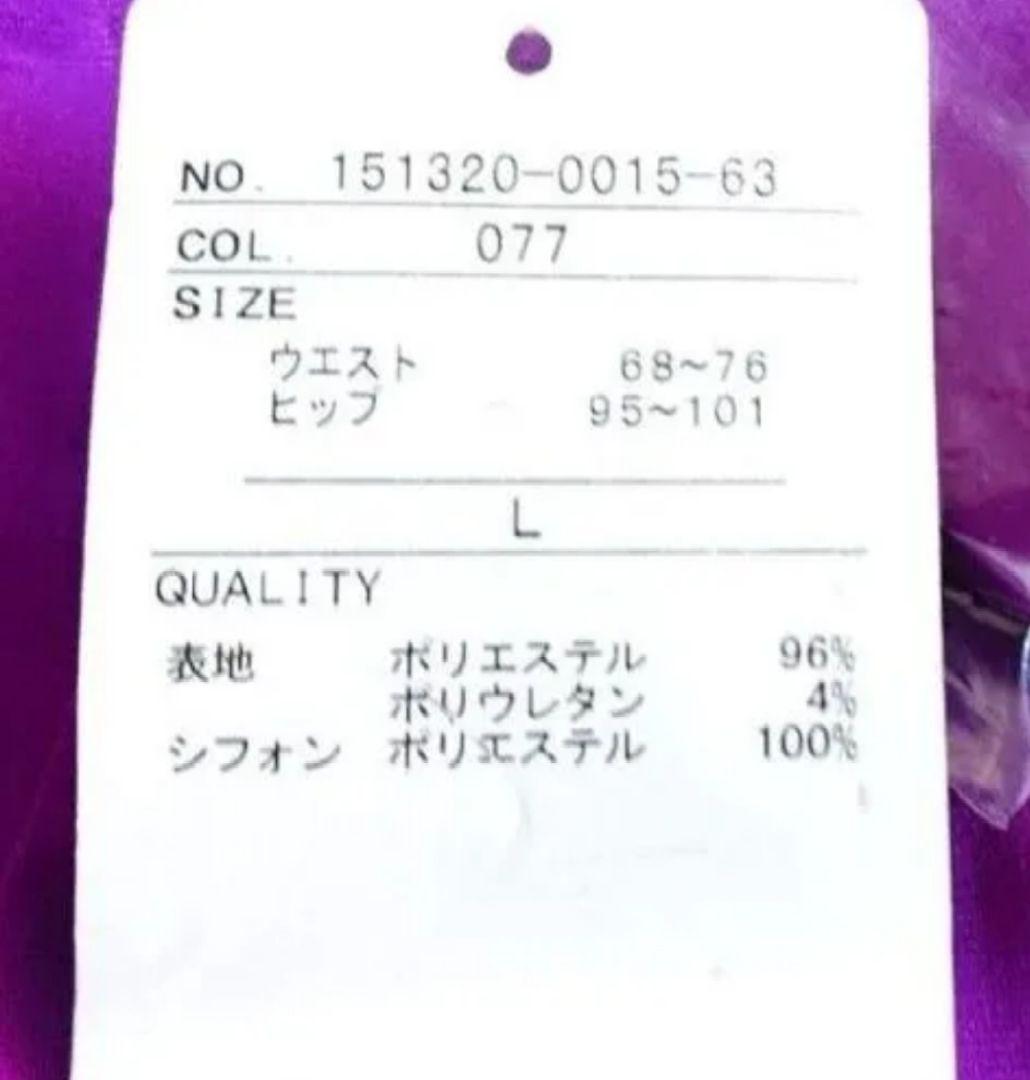 NO. 151320-0015-63
COL. 077
SIZE
ウエスト 68~76
ヒップ 95~101
L
QUALITY
表地 ポリエステル 96%
ポリウレタン 4%
シフォン ポリエステル 100%